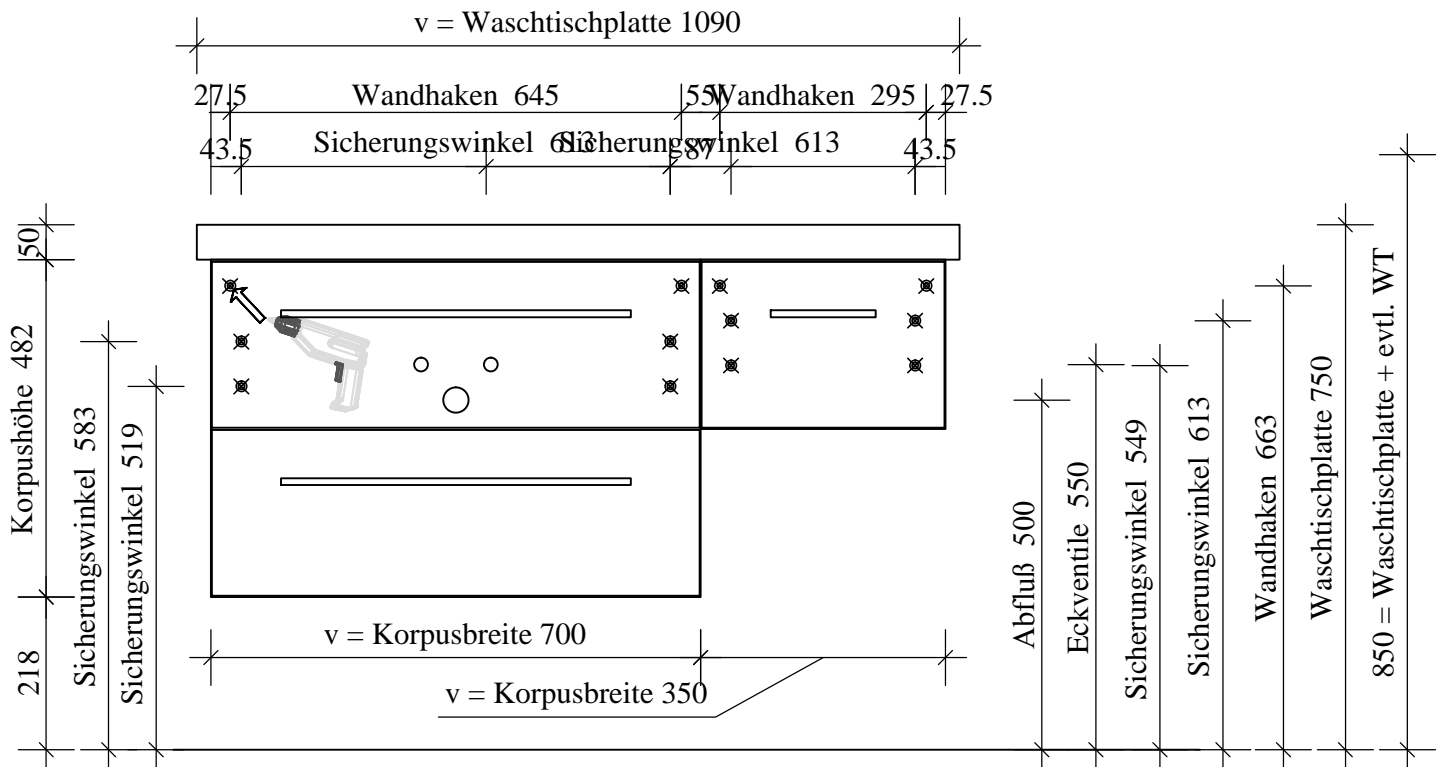 v = Waschtischplatte 1090
27.5 Wandhaken 645 55 Wandhaken 295 27.5
43.5 Sicherungswinkel 613 Sicherungswinkel 613 87 43.5
50
Korpushöhe 482
218
Sicherungswinkel 583
Sicherungswinkel 519
v = Korpusbreite 700
v = Korpusbreite 350
Abfluß 500
Eckventile 550
Sicherungswinkel 549
Sicherungswinkel 613
Wandhaken 663
Waschtischplatte 750
850 = Waschtischplatte + evtl. WT